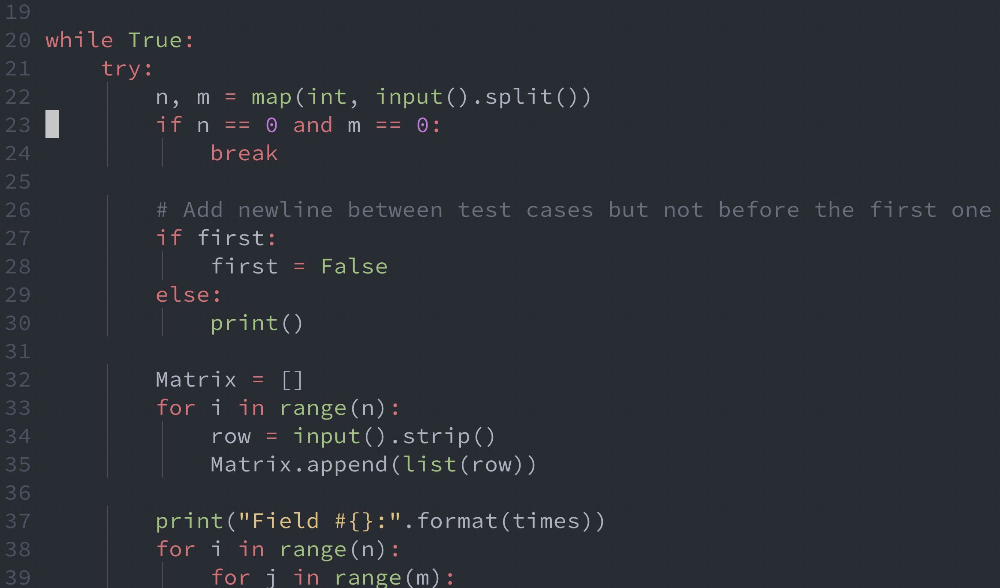 19
20 while True:
21     try:
22         n, m = map(int, input().split())
23         if n == 0 and m == 0:
24             break
25
26         # Add newline between test cases but not before the first one
27         if first:
28             first = False
29         else:
30             print()
31
32         Matrix = []
33         for i in range(n):
34             row = input().strip()
35             Matrix.append(list(row))
36
37         print("Field #{}:".format(times))
38         for i in range(n):
39             for j in range(m):